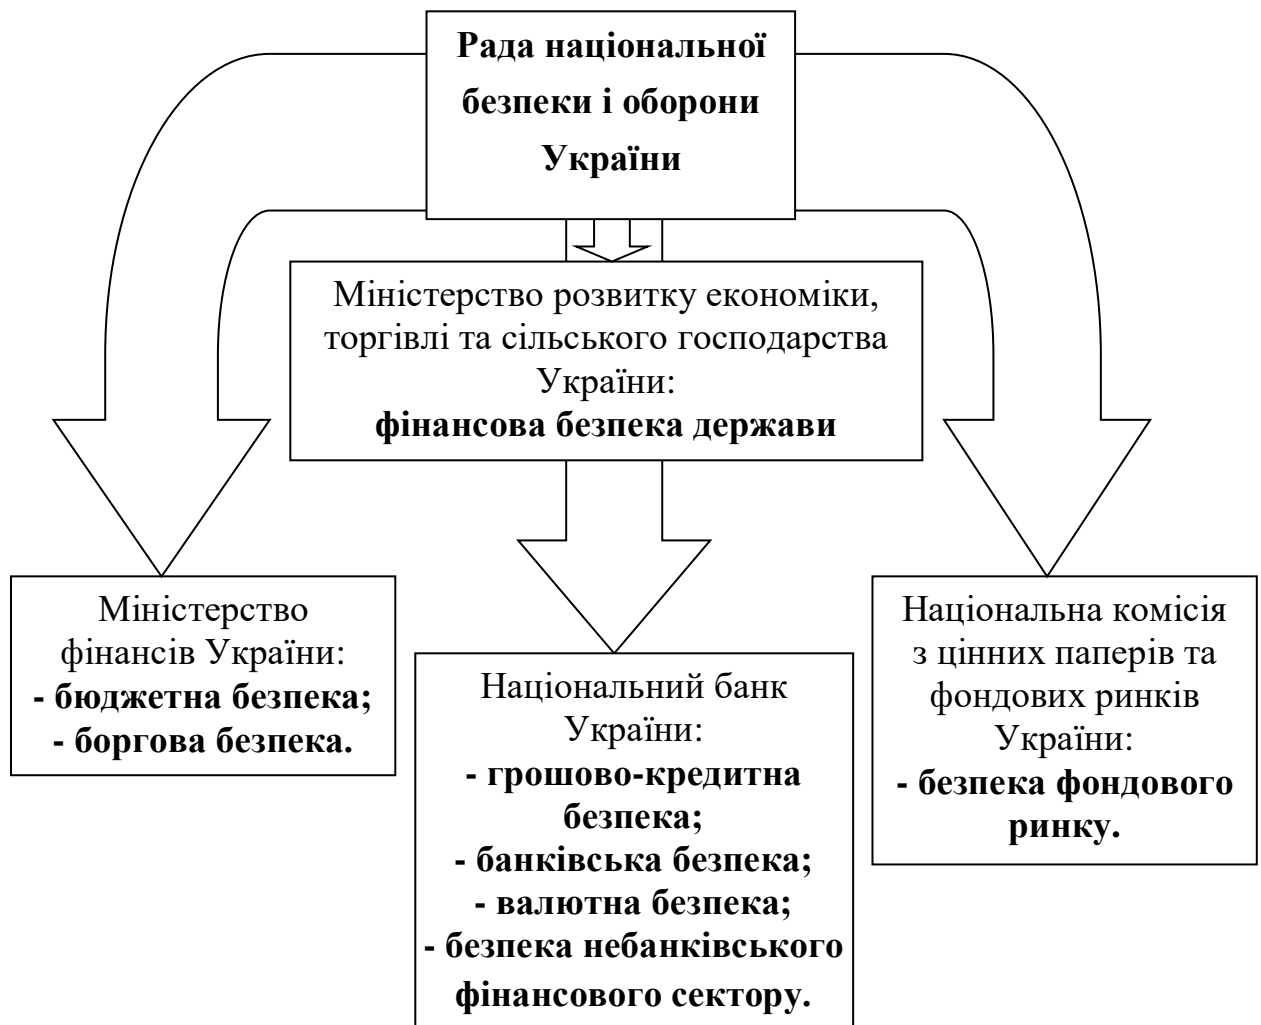 Рада національної
безпеки і оборони
України
Міністерство розвитку економіки,
торгівлі та сільського господарства
України:
фінансова безпека держави
Міністерство
фінансів України:
- бюджетна безпека;
- боргова безпека.
Національний банк
України:
- грошово-кредитна
безпека;
- банківська безпека;
- валютна безпека;
- безпека небанківського
фінансового сектору.
Національна комісія
з цінних паперів та
фондових ринків
України:
- безпека фондового
ринку.